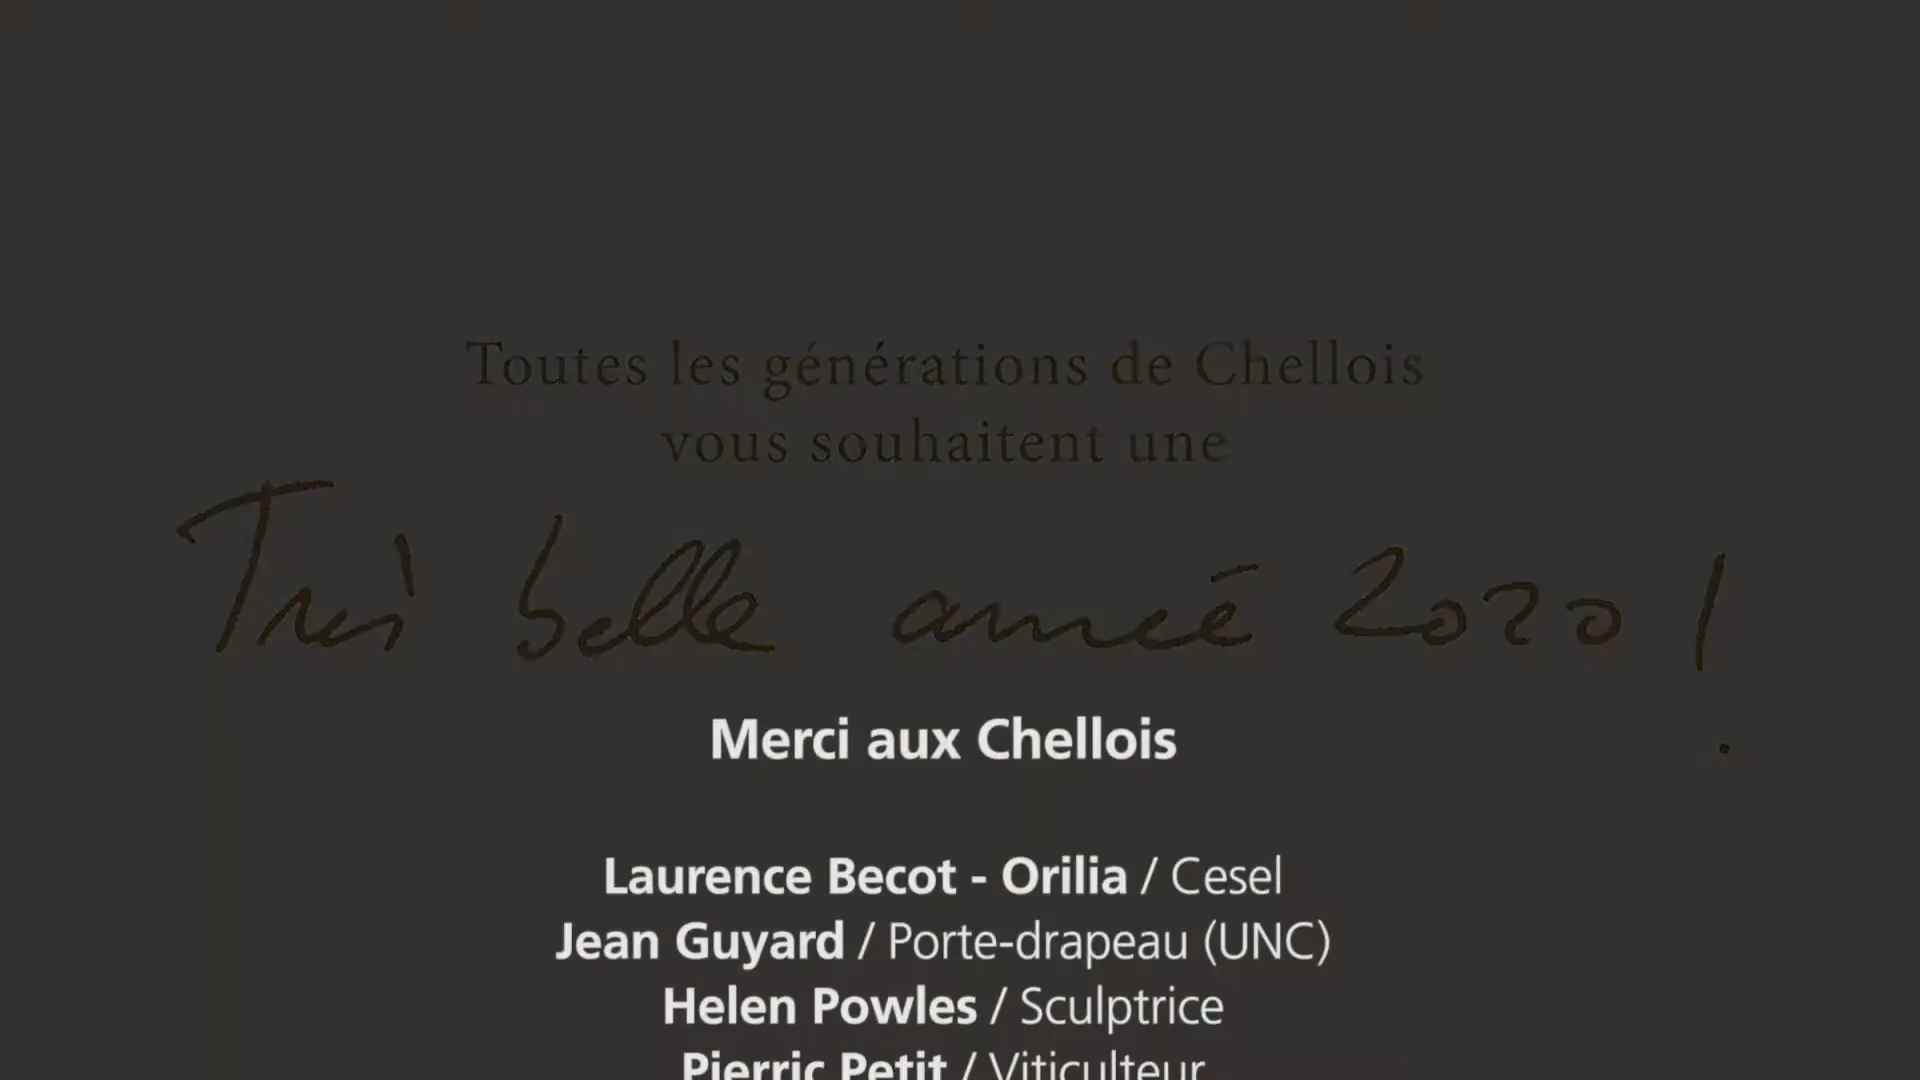 Toutes les générations de Chellois
vous souhaitent une
Très belle année 2020 !
Merci aux Chellois
Laurence Becot - Orilia / Cesel
Jean Guyard / Porte-drapeau (UNC)
Helen Powles / Sculptrice
Pierric Petit / Viticulteur